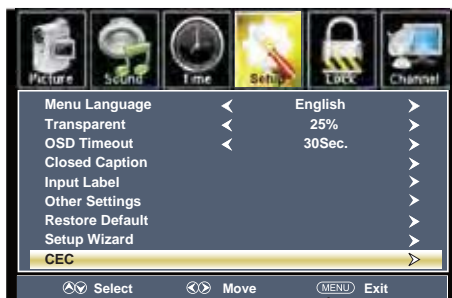 Picture Sound Time Setup Lock Channel
Menu Language English
Transparent 25%
OSD Timeout 30Sec.
Closed Caption
Input Label
Other Settings
Restore Default
Setup Wizard
CEC
Select Move MENU Exit